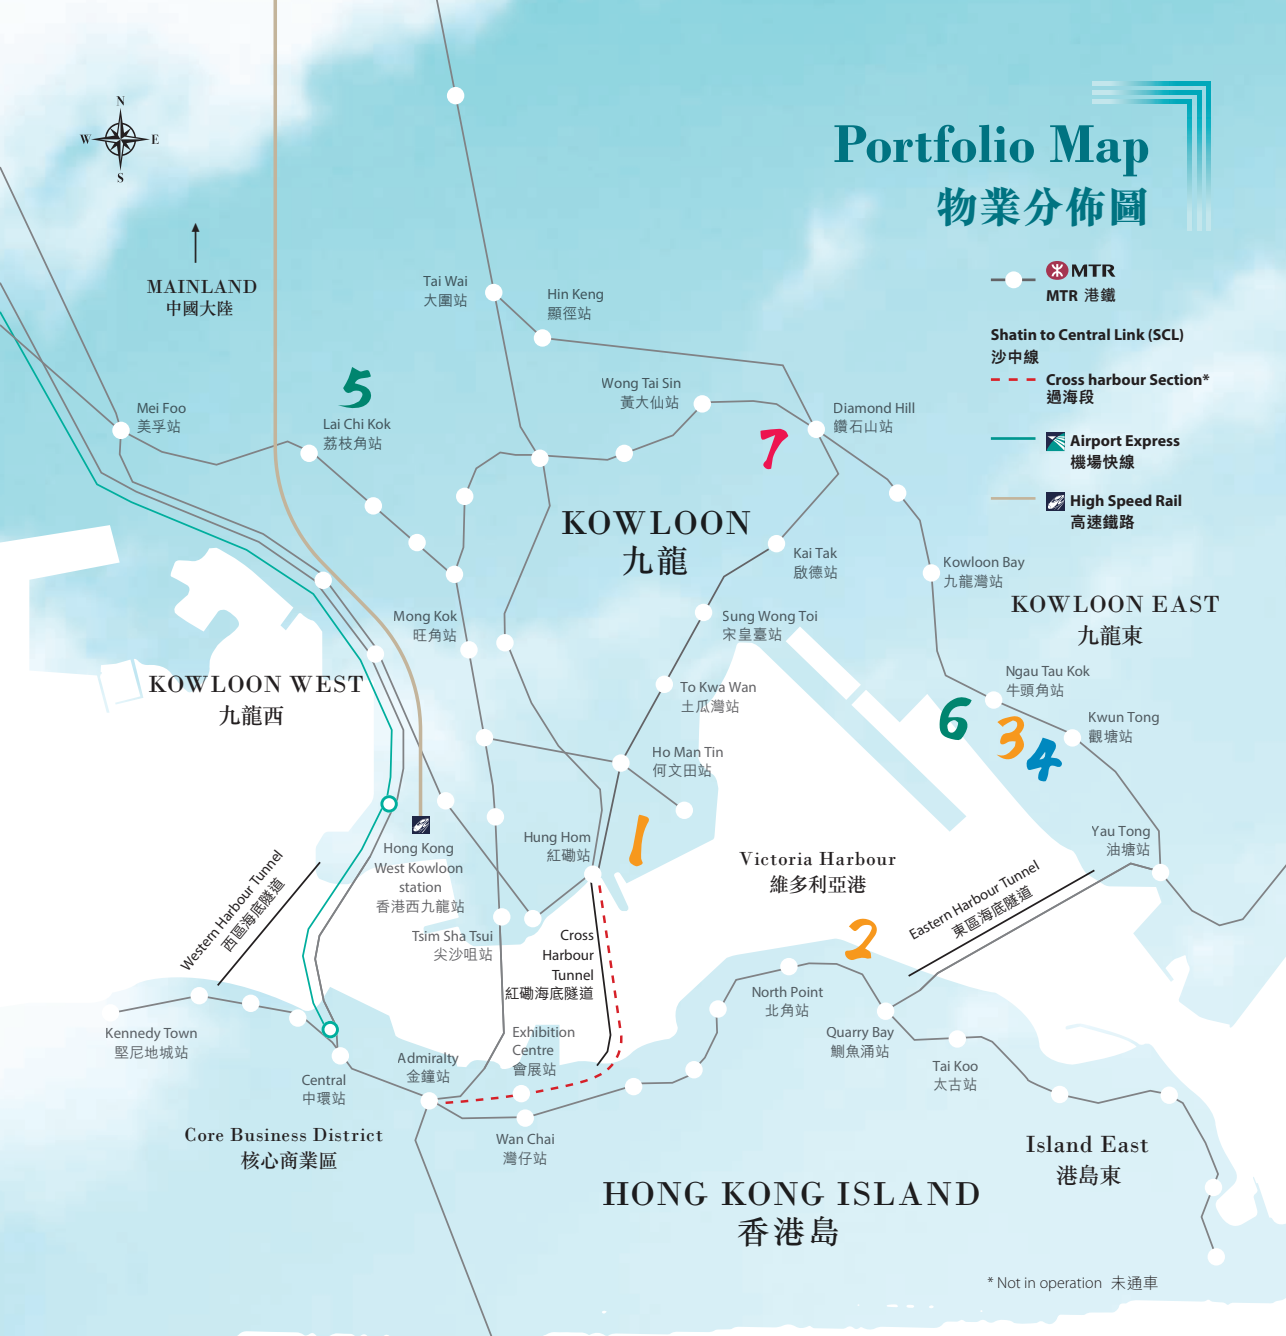 N
W
E
S
Portfolio Map
物業分佈圖
MTR
MTR 港鐵
Shatin to Central Link (SCL)
沙中線
Cross harbour Section*
過海段
Airport Express
機場快線
High Speed Rail
高速鐵路
MAINLAND
中國大陸
Tai Wai
大圍站
Hin Keng
顯徑站
5
Wong Tai Sin
黃大仙站
Mei Foo
美孚站
Lai Chi Kok
荔枝角站
Diamond Hill
鑽石山站
7
KOWLOON
九龍
Kai Tak
啟德站
Kowloon Bay
九龍灣站
KOWLOON EAST
九龍東
Mong Kok
旺角站
Sung Wong Toi
宋皇臺站
KOWLOON WEST
九龍西
To Kwa Wan
土瓜灣站
Ngau Tau Kok
牛頭角站
6
3
4
Kwun Tong
觀塘站
Ho Man Tin
何文田站
1
Hung Hom
紅磡站
Hong Kong
West Kowloon
station
香港西九龍站
Victoria Harbour
維多利亞港
Yau Tong
油塘站
Western Harbour Tunnel
西區海底隧道
Eastern Harbour Tunnel
東區海底隧道
Tsim Sha Tsui
尖沙咀站
Cross
Harbour
Tunnel
紅磡海底隧道
2
North Point
北角站
Kennedy Town
堅尼地城站
Exhibition
Centre
會展站
Quarry Bay
鰂魚涌站
Admiralty
金鐘站
Tai Koo
太古站
Central
中環站
Core Business District
核心商業區
Wan Chai
灣仔站
Island East
港島東
HONG KONG ISLAND
香港島
* Not in operation 未通車